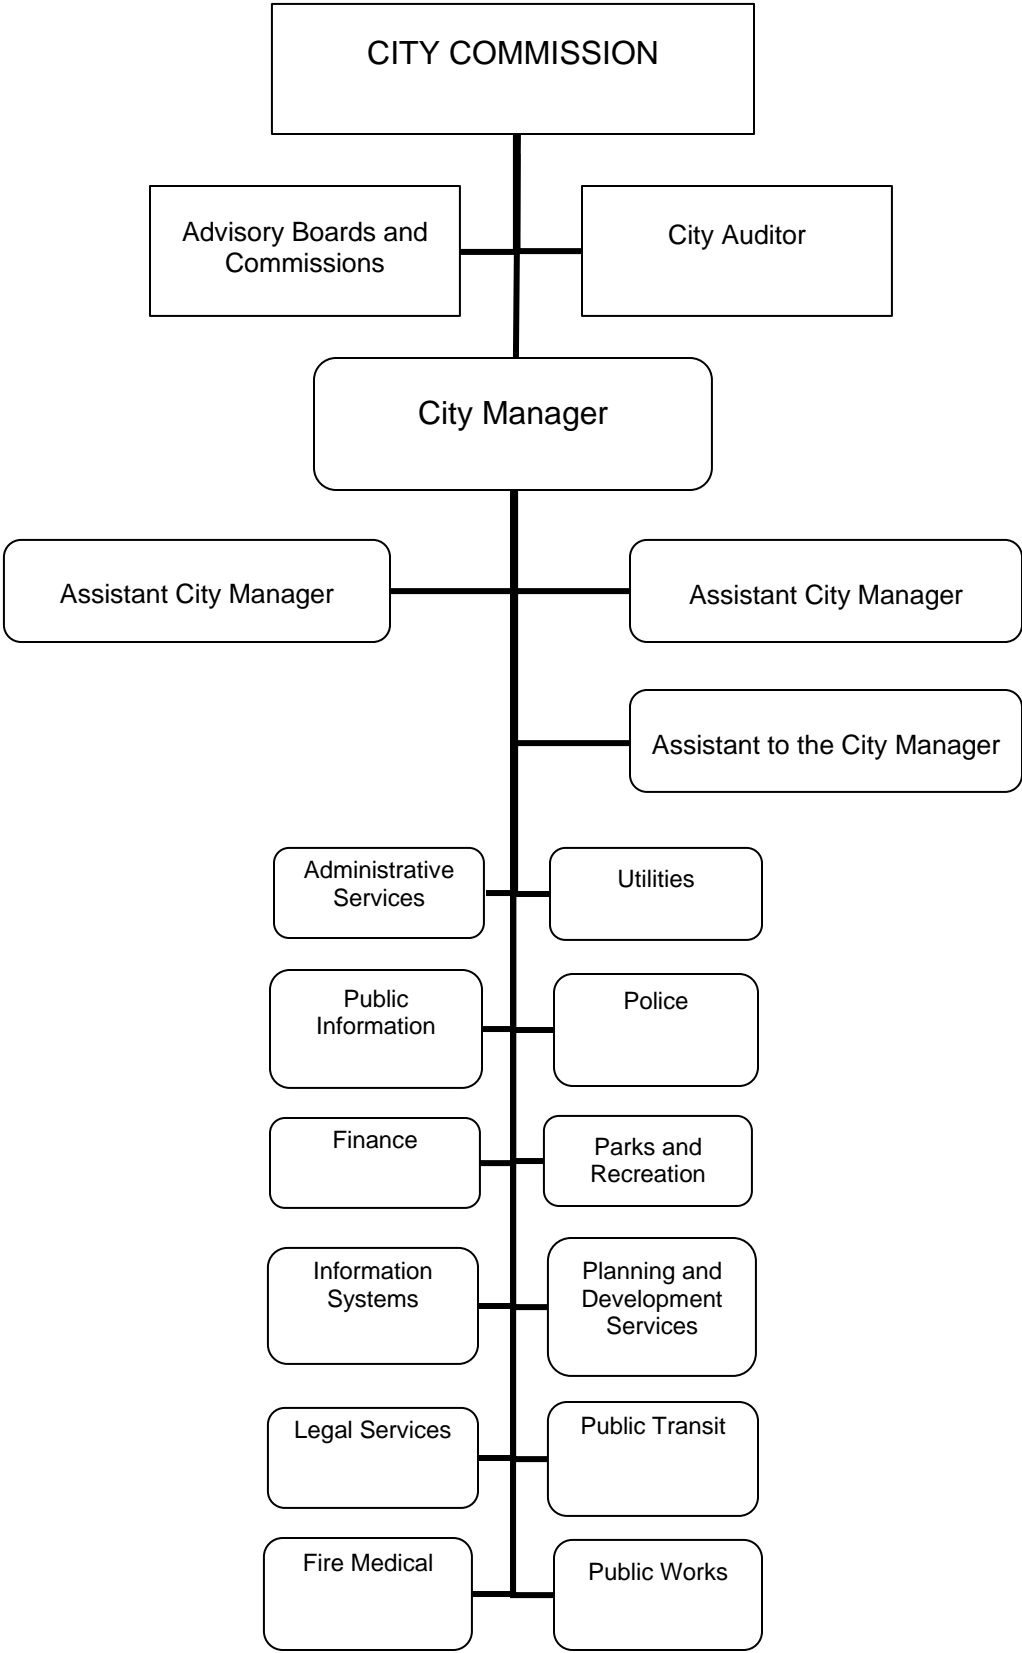 CITY COMMISSION
Advisory Boards and
Commissions
City Auditor
City Manager
Assistant City Manager
Assistant City Manager
Assistant to the City Manager
Administrative
Services
Utilities
Public
Information
Police
Finance
Parks and
Recreation
Information
Systems
Planning and
Development
Services
Legal Services
Public Transit
Fire Medical
Public Works